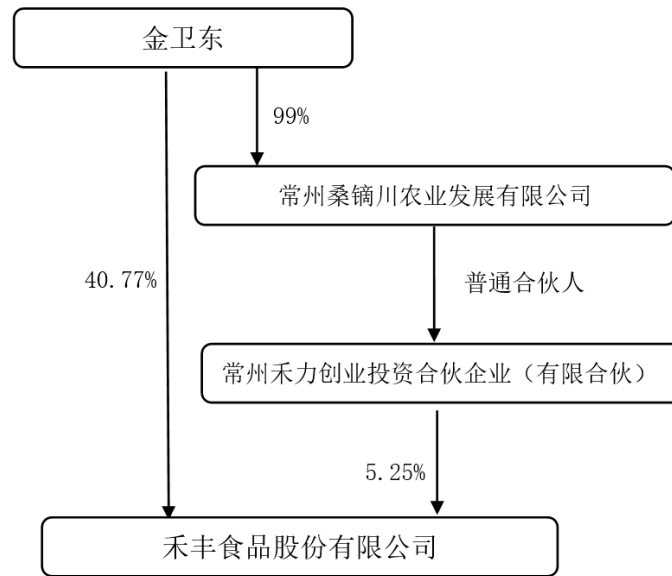 金卫东
99%
常州桑镝川农业发展有限公司
40.77%
普通合伙人
常州禾力创业投资合伙企业（有限合伙）
5.25%
禾丰食品股份有限公司